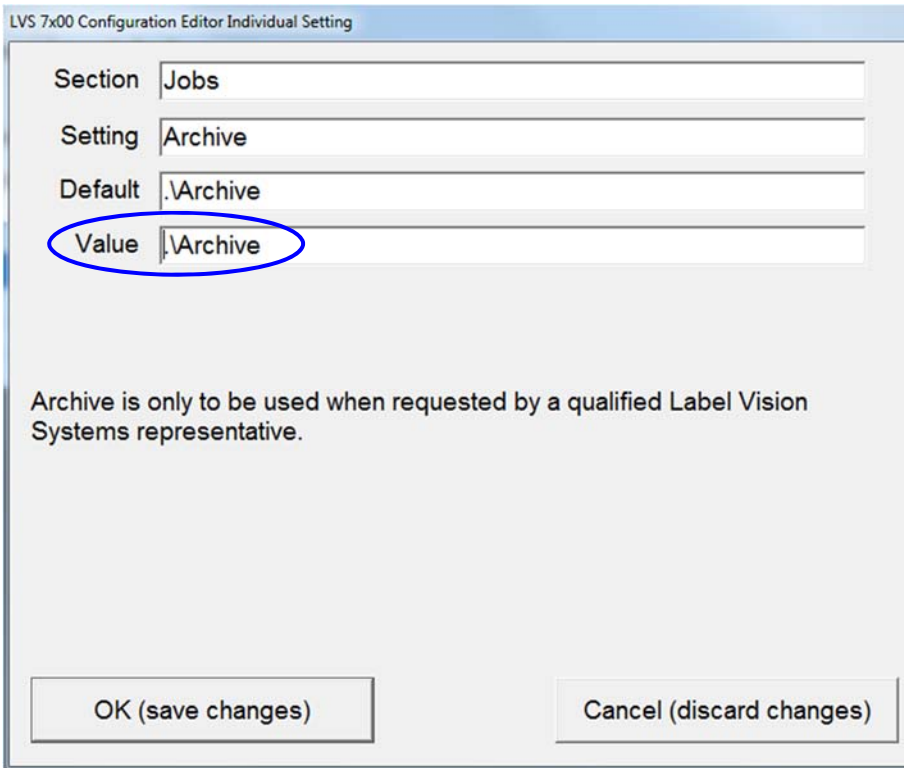 LVS 7x00 Configuration Editor Individual Setting
Section Jobs
Setting Archive
Default .\Archive
Value .\Archive
Archive is only to be used when requested by a qualified Label Vision
Systems representative.
OK (save changes) Cancel (discard changes)